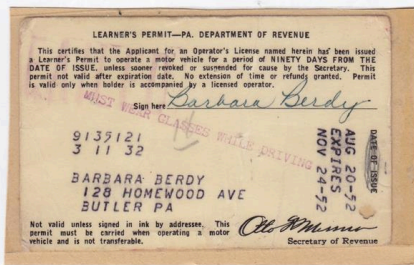 LEARNER'S PERMIT—PA. DEPARTMENT OF REVENUE
This certifies that the Applicant for an Operator's License named herein has been issued
a Learner's Permit to operate a motor vehicle for a period of NINETY DAYS FROM THE
DATE OF ISSUE, unless sooner revoked or suspended for cause by the Secretary. This
permit not valid after expiration date. No extension of time or refunds granted. Permit
is valid only when holder is accompanied by a licensed operator.
MUST WEAR GLASSES WHILE DRIVING
Sign here Barbara Berdy
9135121
3 11 32
DATE OF ISSUE
AUG 20-52
EXPIRES
NOV 24-52
BARBARA BERDY
128 HOMEWOOD AVE
BUTLER PA
Not valid unless signed in ink by addressee. This
permit must be carried when operating a motor
vehicle and is not transferable.
Secretary of Revenue